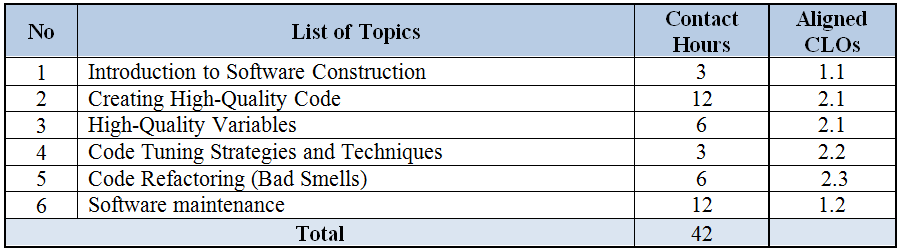 No List of Topics Contact Hours Aligned CLOs
1 Introduction to Software Construction 3 1.1
2 Creating High-Quality Code 12 2.1
3 High-Quality Variables 6 2.1
4 Code Tuning Strategies and Techniques 3 2.2
5 Code Refactoring (Bad Smells) 6 2.3
6 Software maintenance 12 1.2
Total 42